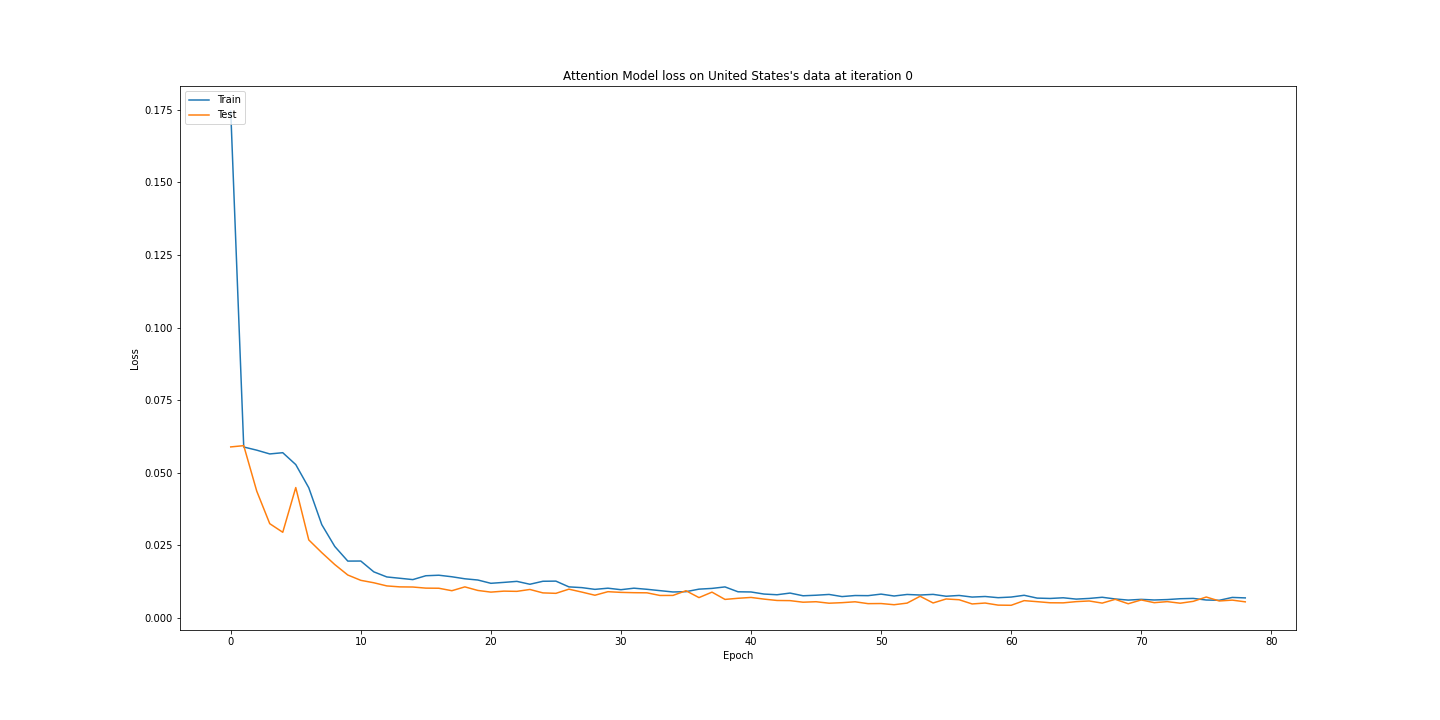 Attention Model loss on United States's data at iteration 0
Train
Test
0.175
0.150
0.125
0.100
0.075
0.050
0.025
0.000
Loss
0 10 20 30 40 50 60 70 80
Epoch